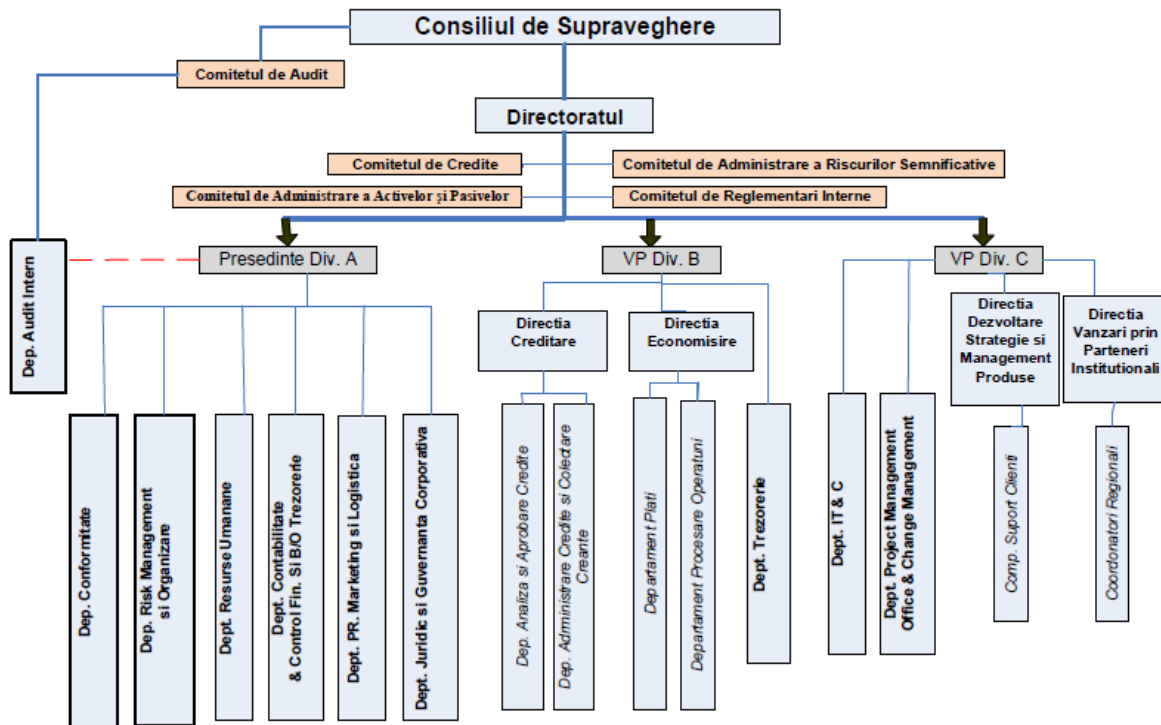 Consiliul de Supraveghere
Comitetul de Audit
Directoratul
Comitetul de Credite
Comitetul de Administrare a Riscurilor Semnificative
Comitetul de Administrare a Activelor și Pasivelor
Comitetul de Reglementari Interne
Dep. Audit Intern
Presedinte Div. A
VP Div. B
VP Div. C
Directia
Creditare
Directia
Economisire
Directia
Dezvoltare
Strategie si
Management
Produse
Directia
Vanzari prin
Parteneri
Institutionali
Dep. Conformitate
Dep. Risk Management
si Organizare
Dept. Resurse Umanane
Dept. Contabilitate
& Control Fin. Si B/O Trezorerie
Dept. PR. Marketing si Logistica
Dept. Juridic si Guvernanta Corporativa
Dep. Analiza si Aprobare Credite
Dep. Administrare Credite si Colectare
Creante
Departament Plati
Departament Procesare Operatuni
Dept. Trezorerie
Dept. IT & C
Dept. Project Management
Office & Change Management
Comp. Suport Clienti
Coordonatori Regionali